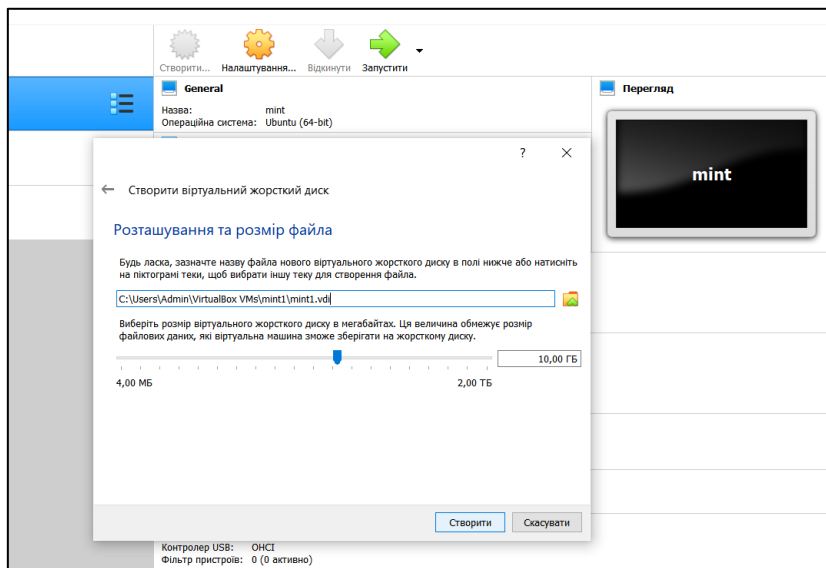 Створити...
Налаштування...
Відкинути
Запустити
General
Перегляд
Назва: mint
Операційна система: Ubuntu (64-bit)
mint
?
Створити віртуальний жорсткий диск
Розташування та розмір файла
Будь ласка, зазначте назву файла нового віртуального жорсткого диску в полі нижче або натисніть
на піктограмі теки, щоб вибрати іншу теку для створення файла.
C:\Users\Admin\VirtualBox VMs\mint1\mint1.vdi
Виберіть розмір віртуального жорсткого диску в мегабайтах. Ця величина обмежує розмір
файлових даних, які віртуальна машина зможе зберігати на жорсткому диску.
10,00 ГБ
4,00 МБ
2,00 ТБ
Створити
Скасувати
Контролер USB: OHCI
Фільтр пристроїв: 0 (0 активно)